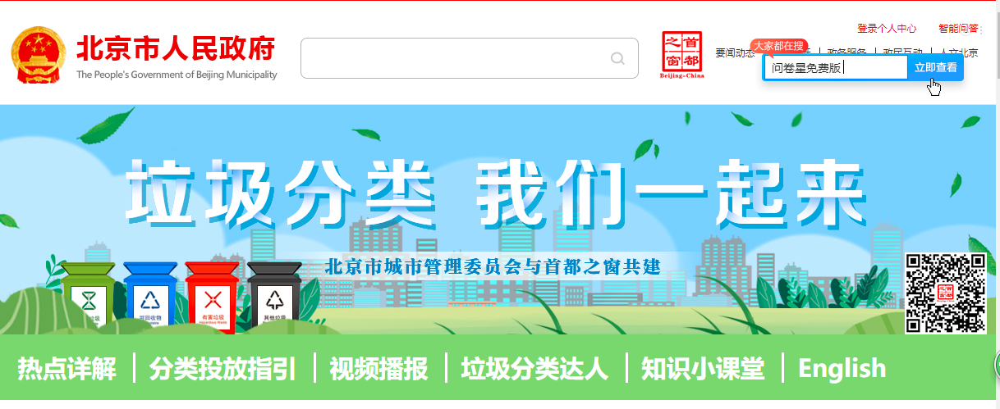 登录个人中心 智能问答
北京市人民政府
The People's Government of Beijing Municipality
首都之窗
Beijing-China
要闻动态
政务服务
政民互动
人文北京
大家都在搜
问卷星免费版
立即查看
垃圾分类 我们一起来
北京市城市管理委员会与首都之窗共建
可回收物
有害垃圾
其他垃圾
首都之窗
热点详解 分类投放指引 视频播报 垃圾分类达人 知识小课堂 English